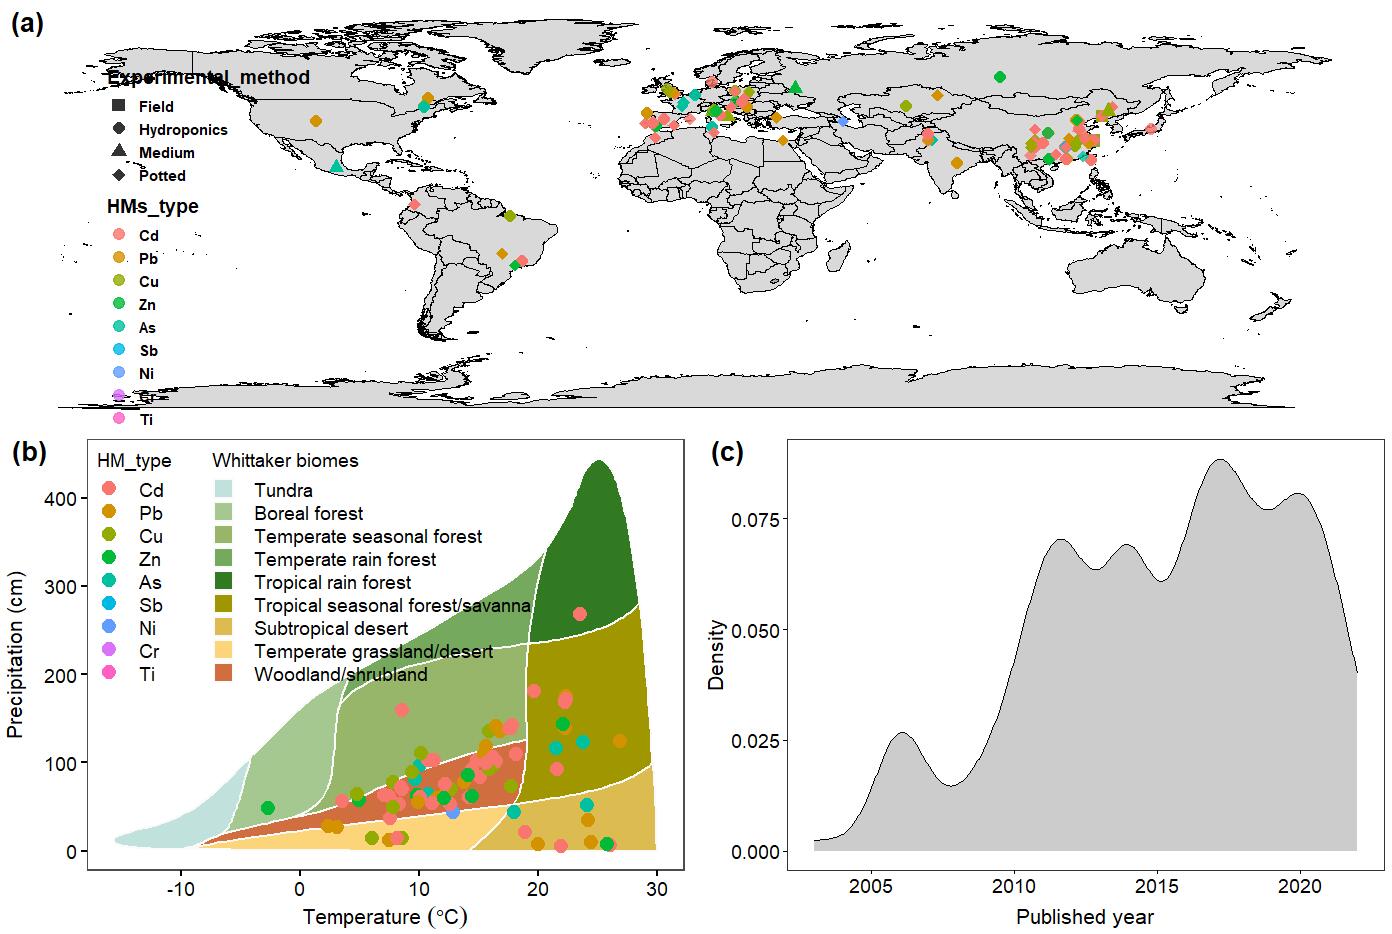 (a)
Experimental_method
Field
Hydroponics
Medium
Potted
HMs_type
Cd
Pb
Cu
Zn
As
Sb
Ni
Cr
Ti
(b)
HM_type
Cd
Pb
Cu
Zn
As
Sb
Ni
Cr
Ti
Whittaker biomes
Tundra
Boreal forest
Temperate seasonal forest
Temperate rain forest
Tropical rain forest
Tropical seasonal forest/savanna
Subtropical desert
Temperate grassland/desert
Woodland/shrubland
Precipitation (cm)
400
300
200
100
0
-10
0
10
20
30
Temperature (°C)
(c)
Density
0.075
0.050
0.025
0.000
2005
2010
2015
2020
Published year